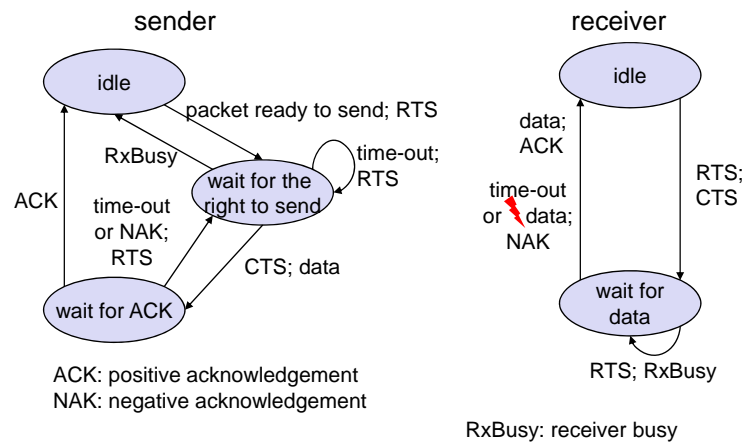 sender
idle
packet ready to send; RTS
RxBusy
time-out;
RTS
wait for the
right to send
ACK
time-out
or NAK;
RTS
CTS; data
wait for ACK
ACK: positive acknowledgement
NAK: negative acknowledgement
receiver
idle
data;
ACK
RTS;
CTS
time-out
or data;
NAK
wait for
data
RTS; RxBusy
RxBusy: receiver busy